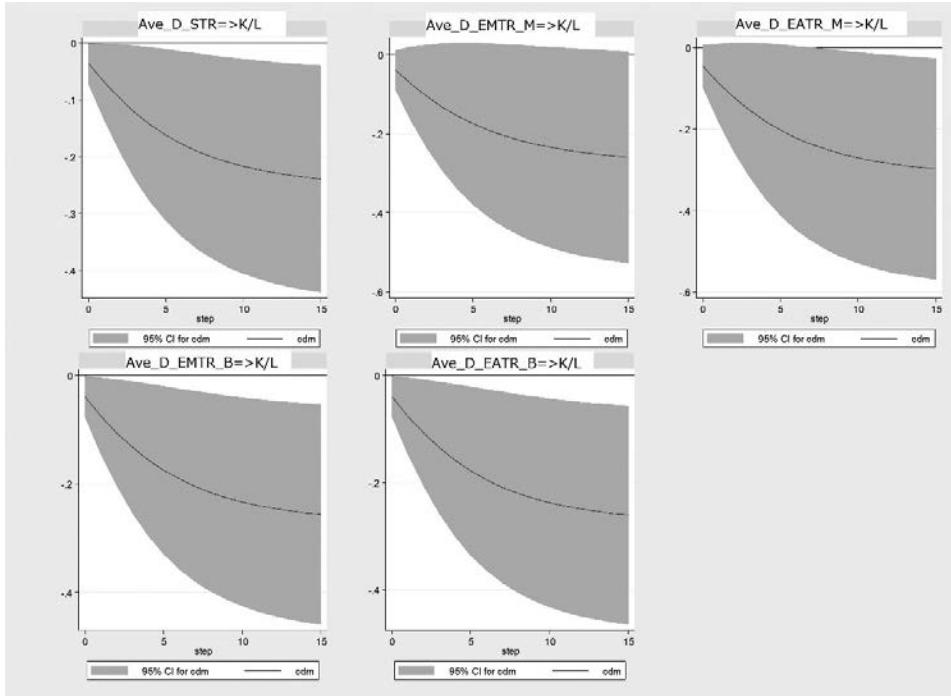 Ave_D_STR=>K/L
0
-.1
-.2
-.3
-.4
0 5 10 15
step
95% CI for cdm cdm
Ave_D_EMTR_M=>K/L
0
-.2
-.4
-.6
0 5 10 15
step
95% CI for cdm cdm
Ave_D_EATR_M=>K/L
0
-.2
-.4
-.6
0 5 10 15
step
95% CI for cdm cdm
Ave_D_EMTR_B=>K/L
0
-.2
-.4
0 5 10 15
step
95% CI for cdm cdm
Ave_D_EATR_B=>K/L
0
-.2
-.4
0 5 10 15
step
95% CI for cdm cdm